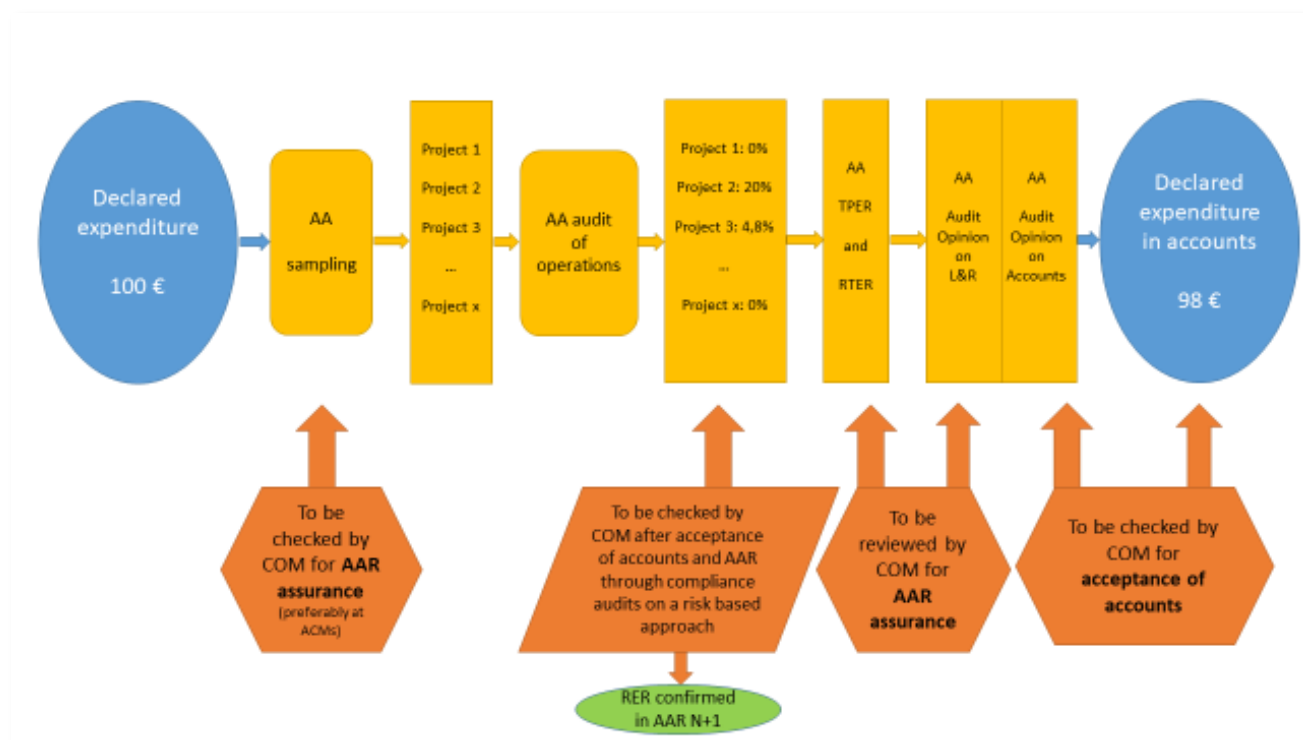 Declared
expenditure
100 €
AA
sampling
Project 1
Project 2
Project 3
...
Project x
AA audit
of
operations
Project 1: 0%
Project 2: 20%
Project 3: 4,8%
...
Project x: 0%
AA
TPER
and
RTER
AA
Audit
Opinion
on
L&R
AA
Audit
Opinion
on
Accounts
Declared
expenditure
in accounts
98 €
To be
checked by
COM for AAR
assurance
(preferably at
ACMs)
To be checked by
COM after acceptance
of accounts and AAR
through compliance
audits on a risk based
approach
To be
reviewed by
COM for
AAR
assurance
To be checked by
COM for
acceptance of
accounts
RER confirmed
in AAR N+1